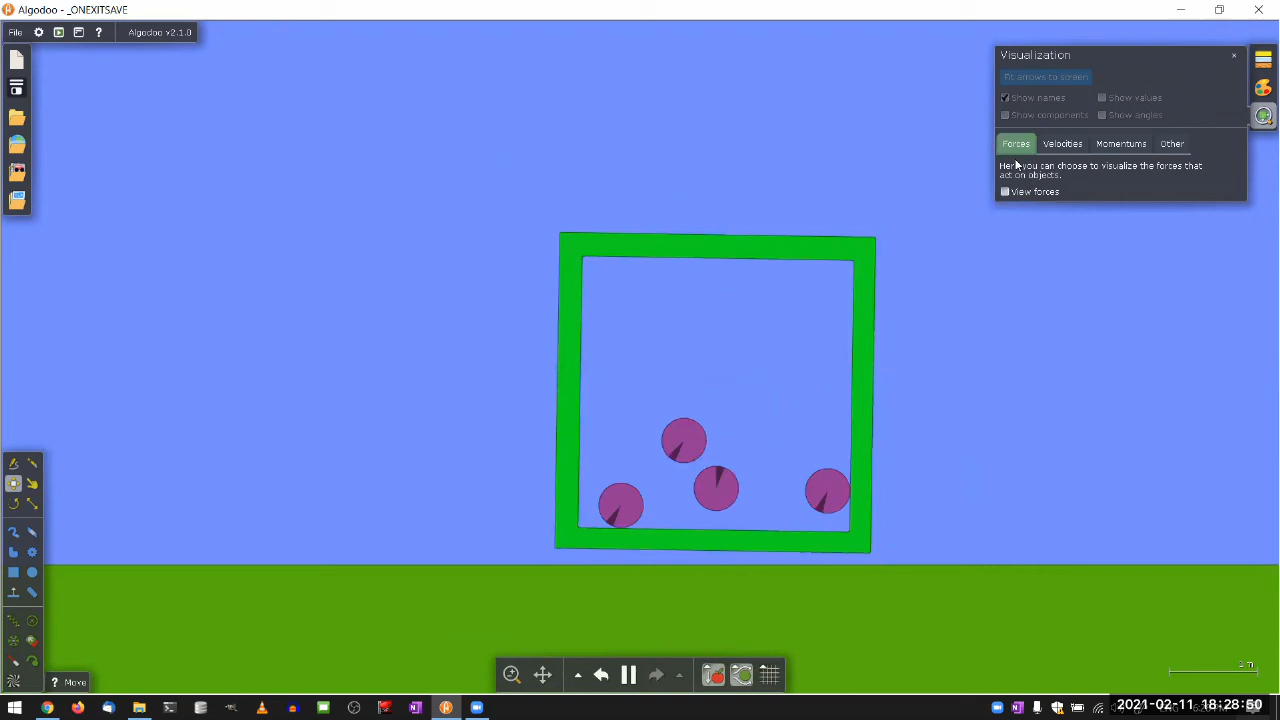 Algodoo - _ONEXITSAVE
File ? Algodoo v2.1.0
Visualization
Fit arrows to screen
Show names Show values
Show components Show angles
Forces Velocities Momentums Other
Here you can choose to visualize the forces that
act on objects.
View forces
1 m
? Move
2021-02-11 18:28:50